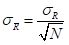 σ_R̄ = σ_R / √N